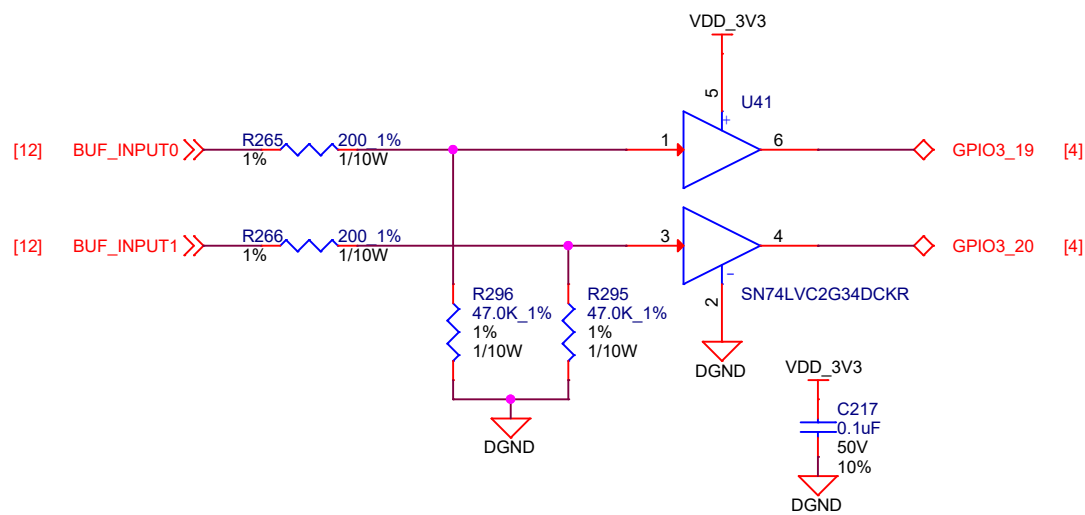 VDD_3V3
5
U41
+
[12] BUF_INPUT0 R265 200_1% 1 6 GPIO3_19 [4]
1% 1/10W
[12] BUF_INPUT1 R266 200_1% 3 4 GPIO3_20 [4]
1% 1/10W
-
2
SN74LVC2G34DCKR
R296 R295
47.0K_1% 47.0K_1%
1% 1%
1/10W 1/10W
DGND
VDD_3V3
C217
0.1uF
50V
10%
DGND
DGND